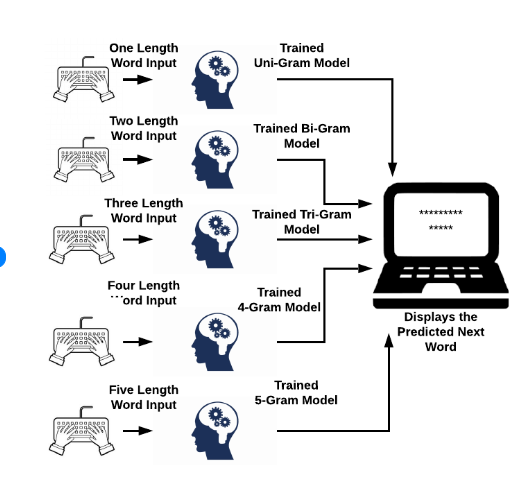 One Length
Word Input
Trained
Uni-Gram Model
Two Length
Word Input
Trained Bi-Gram
Model
Three Length
Word Input
Trained Tri-Gram
Model
*********
*****
Four Length
ord Input
Trained
4-Gram Model
Displays the
Predicted Next
Word
Five Length
Word Input
Trained
5-Gram Model